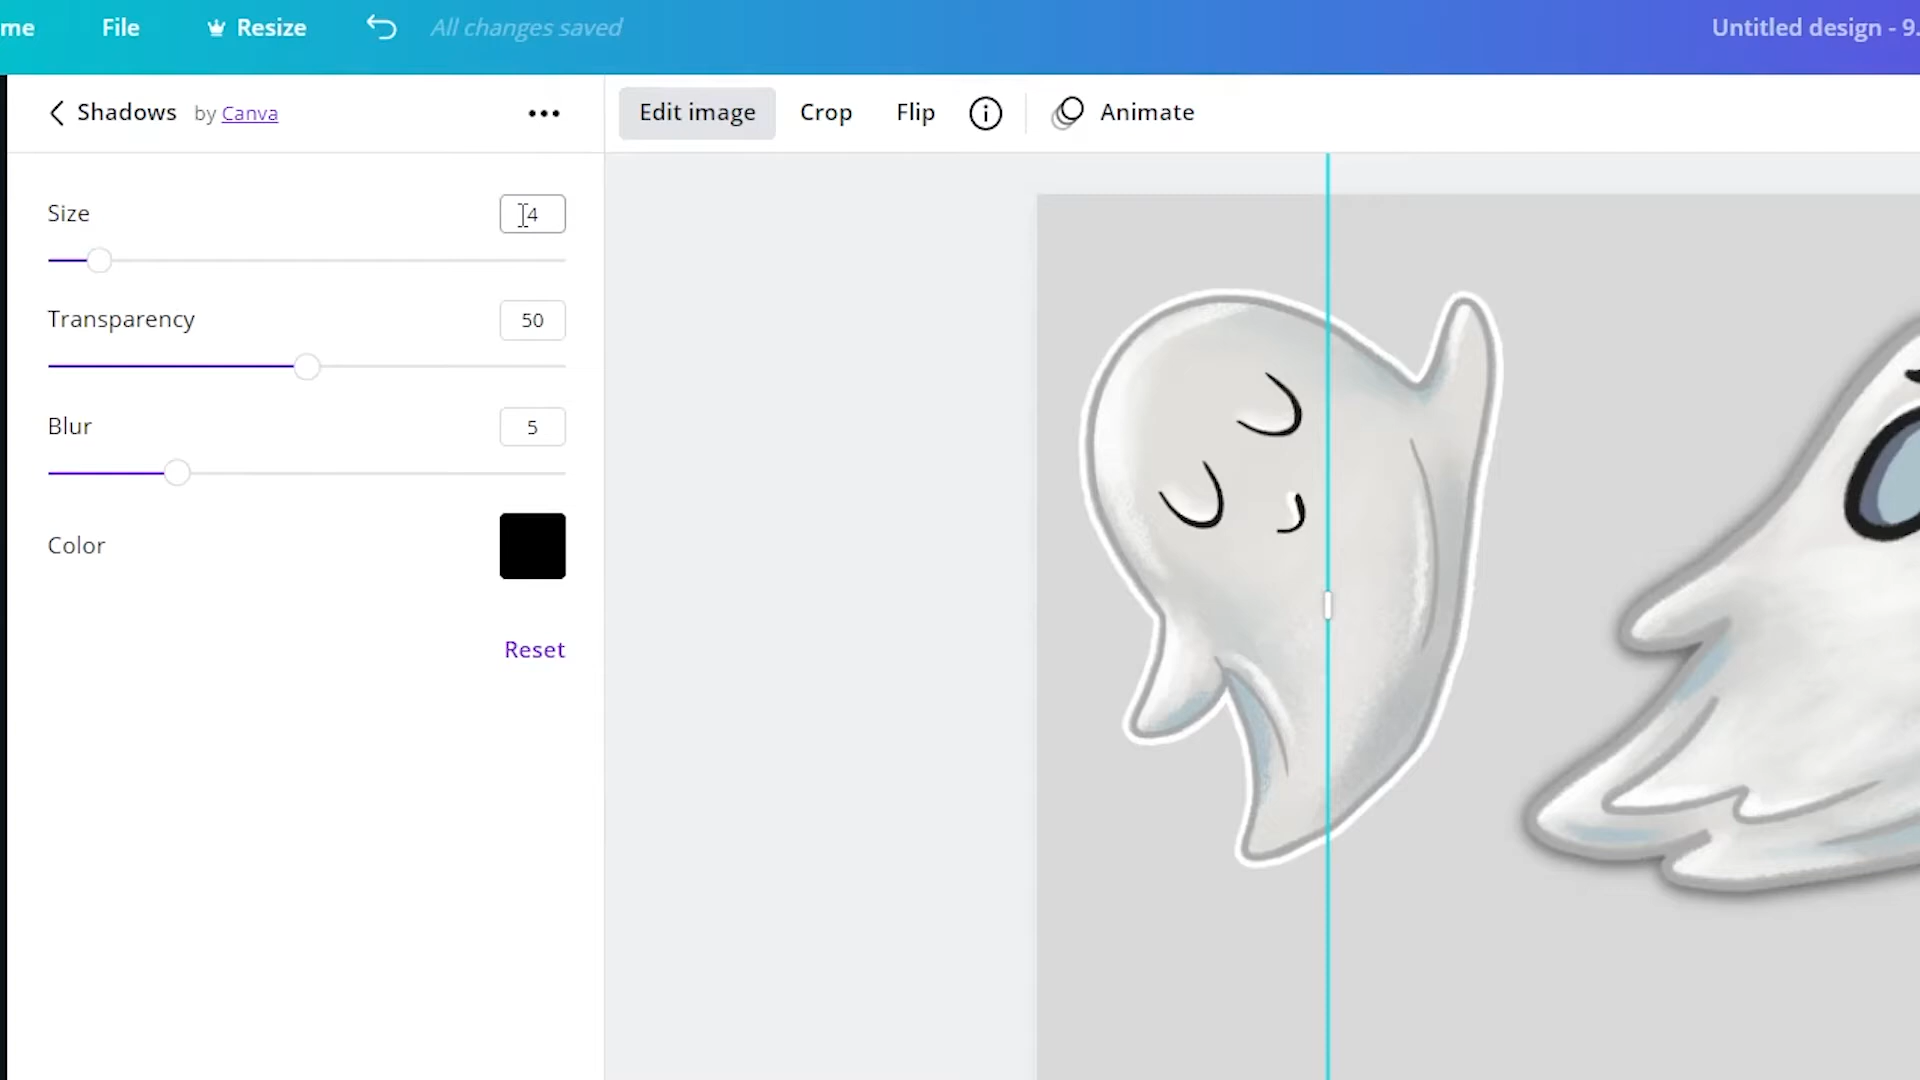 me File Resize All changes saved Untitled design - 9.
Shadows by Canva ••• Edit image Crop Flip Animate
Size 4
Transparency 50
Blur 5
Color
Reset